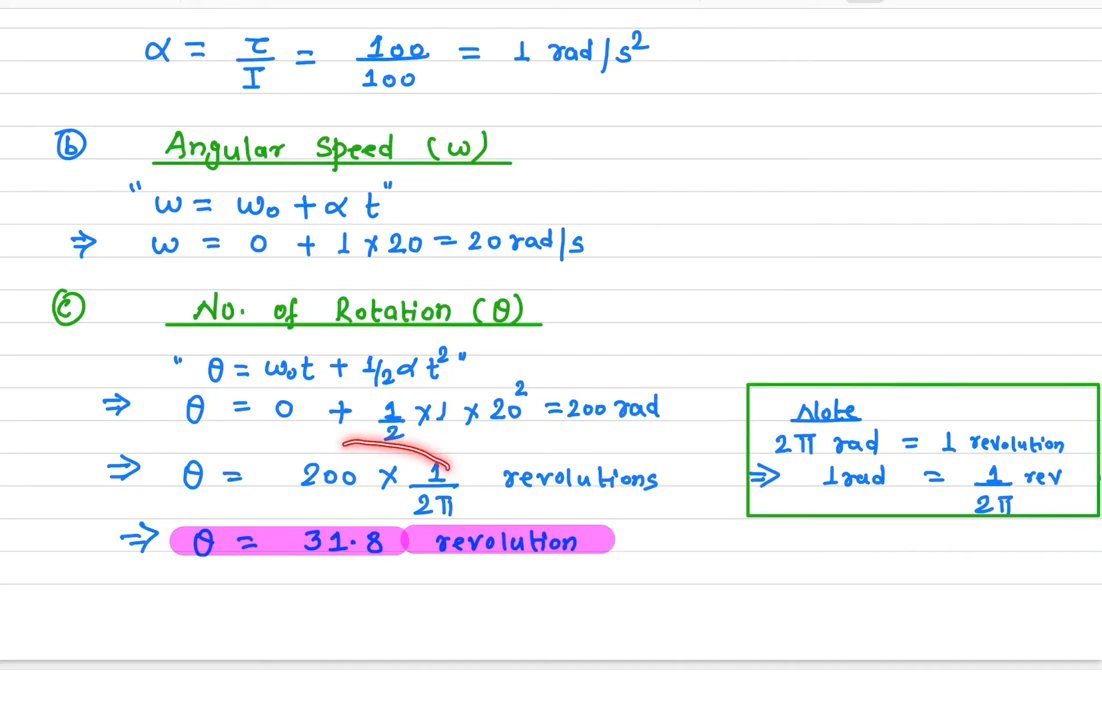 α = τ/I = 100/100 = 1 rad/s²
(b) Angular Speed (ω)
"ω = ω₀ + α t"
⇒ ω = 0 + 1 × 20 = 20 rad/s
(c) No. of Rotation (θ)
"θ = ω₀t + 1/2 α t²"
⇒ θ = 0 + 1/2 × 1 × 20² = 200 rad
⇒ θ = 200 × 1/2π revolutions
⇒ θ = 31.8 revolution
Note
2π rad = 1 revolution
⇒ 1 rad = 1/2π rev